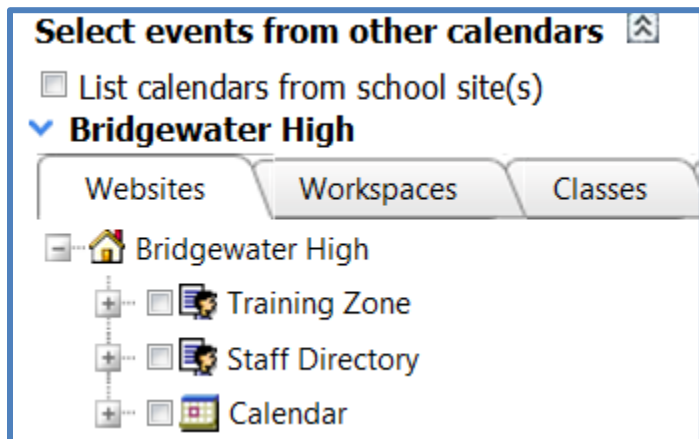 Select events from other calendars
List calendars from school site(s)
Bridgewater High
Websites Workspaces Classes
Bridgewater High
Training Zone
Staff Directory
Calendar